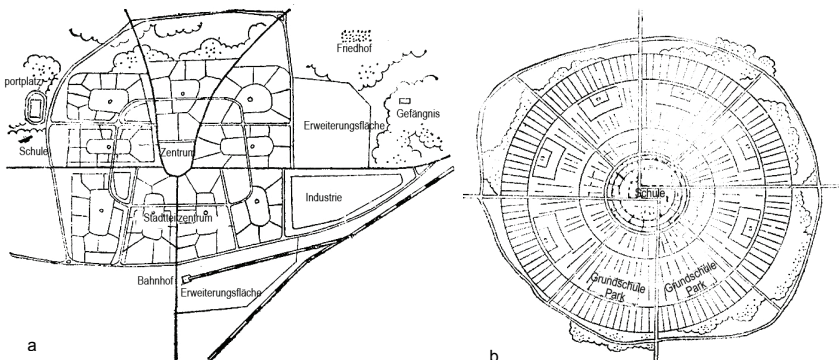 Friedhof
portplatz
Gefängnis
Erweiterungsfläche
Schule
Zentrum
Industrie
Stadtteilzentrum
Bahnhof
Erweiterungsfläche
a
Schule
Grundschule
Park
Grundschule
Park
b